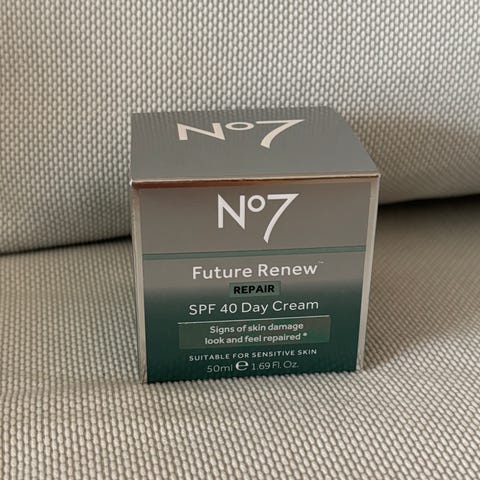 No7
No7
Future Renew™
REPAIR
SPF 40 Day Cream
Signs of skin damage
look and feel repaired*
SUITABLE FOR SENSITIVE SKIN
50ml ℮ 1.69 Fl. Oz.